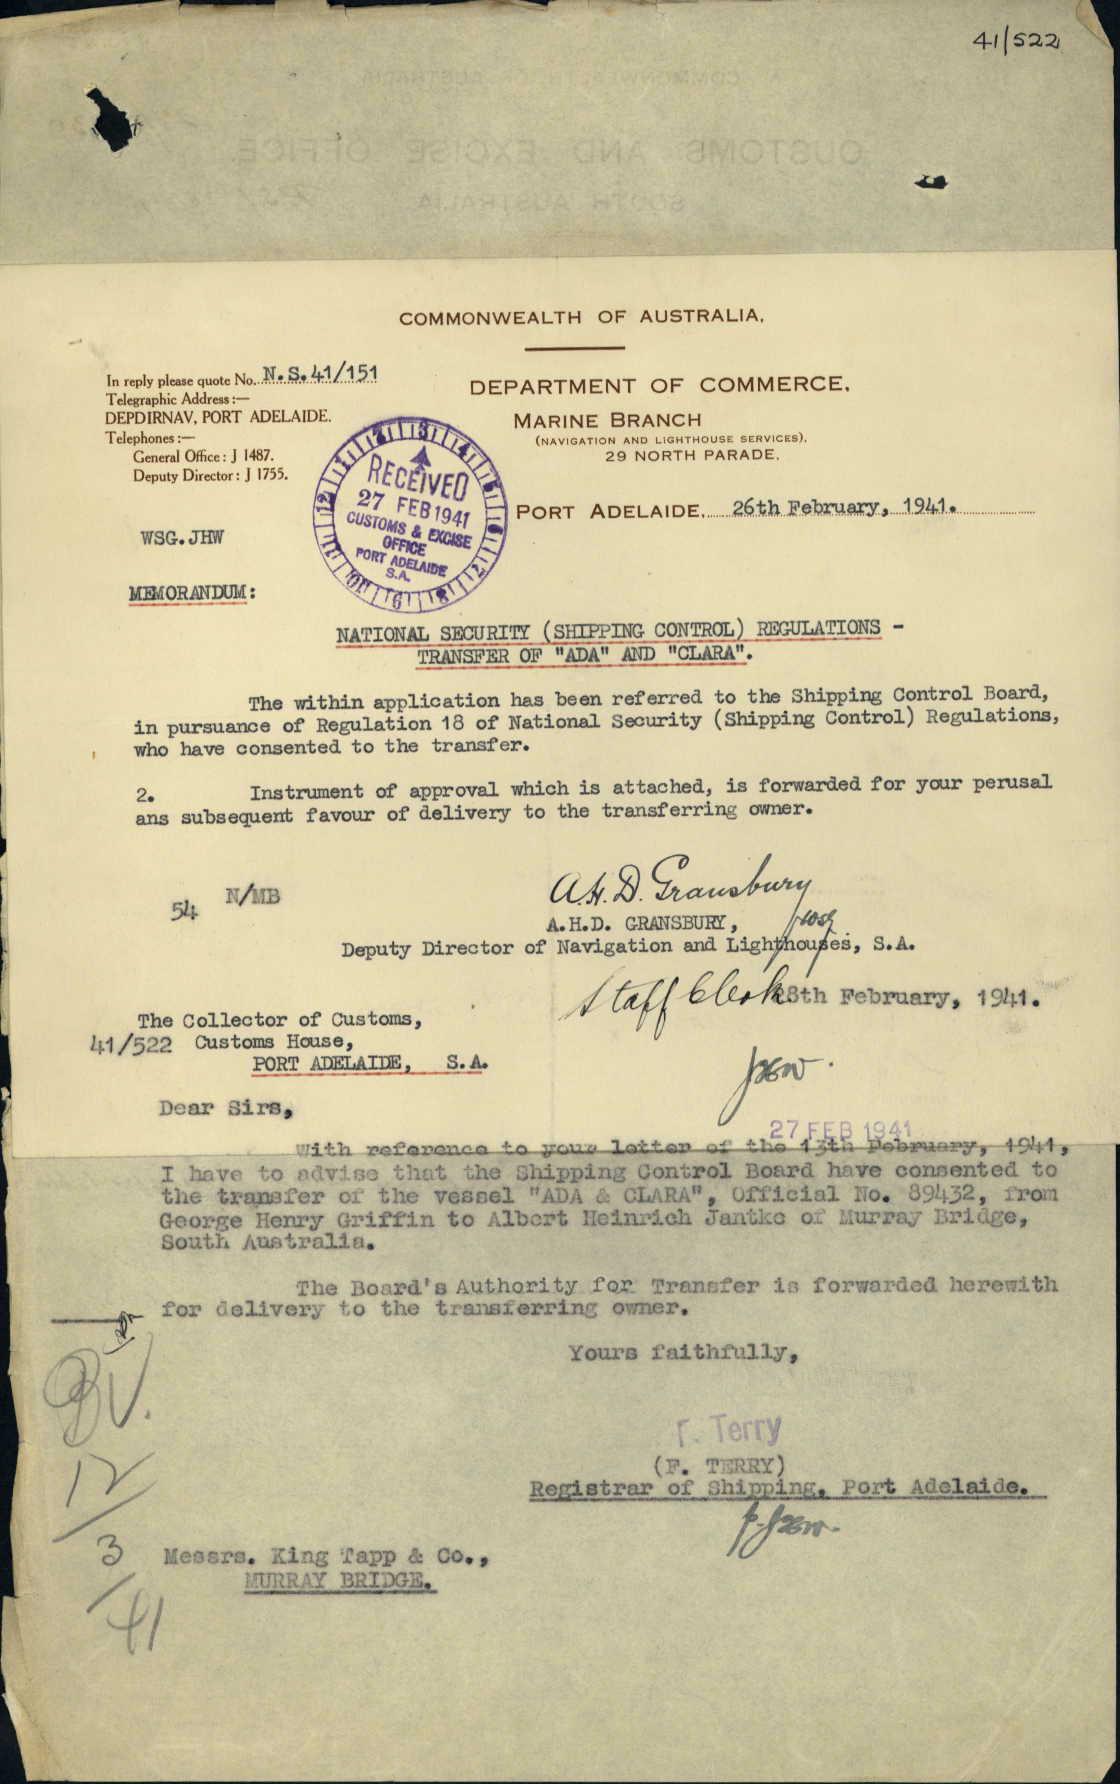 41/522
COMMONWEALTH OF AUSTRALIA
CUSTOMS AND EXCISE OFFICE
SOUTH AUSTRALIA
COMMONWEALTH OF AUSTRALIA.
In reply please quote No. N.S.41/151
Telegraphic Address:—
DEPDIRNAV, PORT ADELAIDE.
Telephones:—
General Office: J 1487.
Deputy Director: J 1755.
DEPARTMENT OF COMMERCE.
MARINE BRANCH
(NAVIGATION AND LIGHTHOUSE SERVICES).
29 NORTH PARADE.
PORT ADELAIDE. 26th February, 1941.
RECEIVED
27 FEB 1941
CUSTOMS & EXCISE
OFFICE
PORT ADELAIDE
S.A.
WSG.JHW
MEMORANDUM:
NATIONAL SECURITY (SHIPPING CONTROL) REGULATIONS -
TRANSFER OF "ADA" AND "CLARA".
The within application has been referred to the Shipping Control Board,
in pursuance of Regulation 18 of National Security (Shipping Control) Regulations,
who have consented to the transfer.
2. Instrument of approval which is attached, is forwarded for your perusal
ans subsequent favour of delivery to the transferring owner.
54 N/MB
A.H.D. Gransbury
A.H.D. GRANSBURY,
Deputy Director of Navigation and Lighthouses, S.A.
Staff Clerk
28th February, 1941.
The Collector of Customs,
41/522 Customs House,
PORT ADELAIDE, S.A.
Dear Sirs,
27 FEB 1941
With reference to your letter of the 13th February, 1941,
I have to advise that the Shipping Control Board have consented to
the transfer of the vessel "ADA & CLARA", Official No. 89432, from
George Henry Griffin to Albert Heinrich Jantke of Murray Bridge,
South Australia.
The Board's Authority for Transfer is forwarded herewith
for delivery to the transferring owner.
Yours faithfully,
F. Terry
(F. TERRY)
Registrar of Shipping, Port Adelaide.
BU.
12/3/41
Messrs. King Tapp & Co.,
MURRAY BRIDGE.